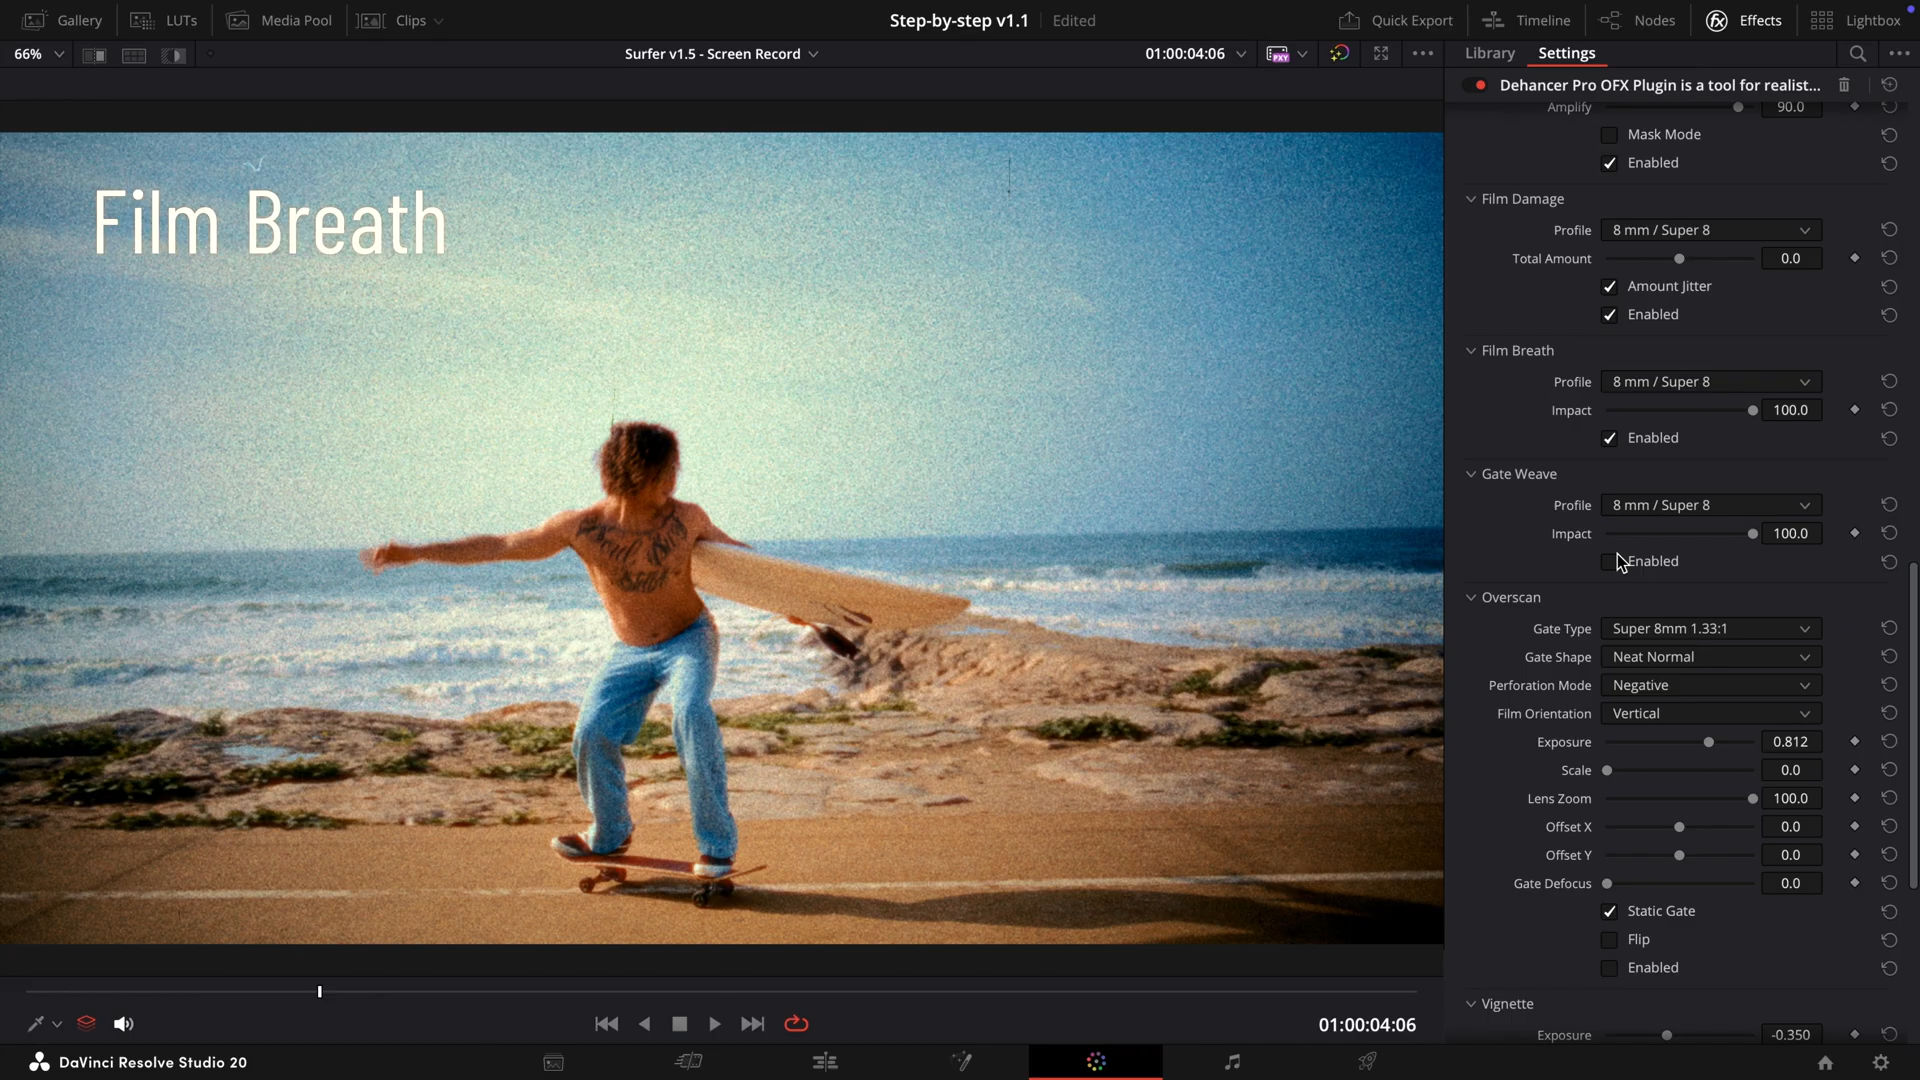 Gallery LUTs Media Pool Clips Step-by-step v1.1 Edited Quick Export Timeline Nodes Effects Lightbox
66% Surfer v1.5 - Screen Record 01:00:04:06 PXY Library Settings
Dehancer Pro OFX Plugin is a tool for realist...
Amplify 90.0
Mask Mode
Enabled
Film Damage
Profile 8 mm / Super 8
Total Amount 0.0
Amount Jitter
Enabled
Film Breath
Film Breath
Profile 8 mm / Super 8
Impact 100.0
Enabled
Gate Weave
Profile 8 mm / Super 8
Impact 100.0
Enabled
Overscan
Gate Type Super 8mm 1.33:1
Gate Shape Neat Normal
Perforation Mode Negative
Film Orientation Vertical
Exposure 0.812
Scale 0.0
Lens Zoom 100.0
Offset X 0.0
Offset Y 0.0
Gate Defocus 0.0
Static Gate
Flip
Enabled
Vignette
Exposure -0.350
01:00:04:06
DaVinci Resolve Studio 20